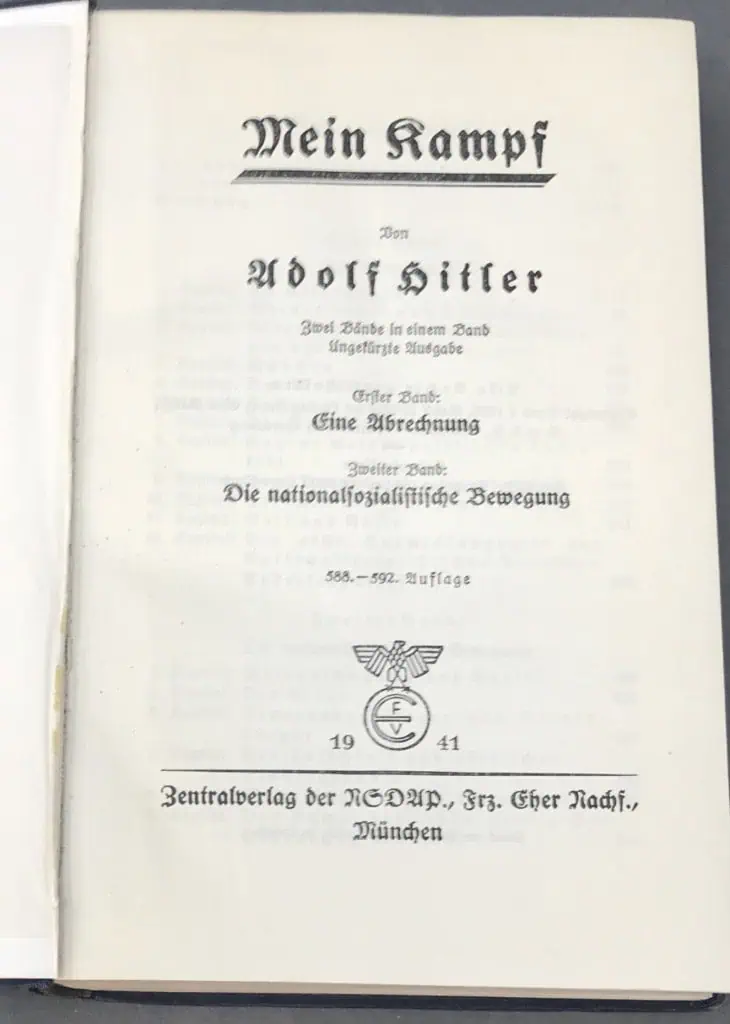 Mein Kampf
Von
Adolf Hitler
Zwei Bände in einem Band
Ungekürzte Ausgabe
Erster Band:
Eine Abrechnung
Zweiter Band:
Die nationalsozialistische Bewegung
588.–592. Auflage
F
E
V
19 41
Zentralverlag der NSDAP., Frz. Eher Nachf.,
München